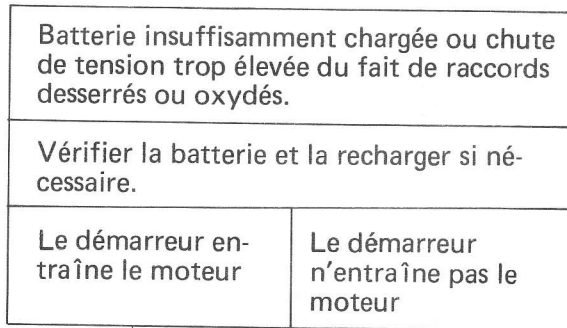 Batterie insuffisamment chargée ou chute
de tension trop élevée du fait de raccords
desserrés ou oxydés.
Vérifier la batterie et la recharger si né-
cessaire.
Le démarreur en-
traîne le moteur
Le démarreur
n'entraîne pas le
moteur